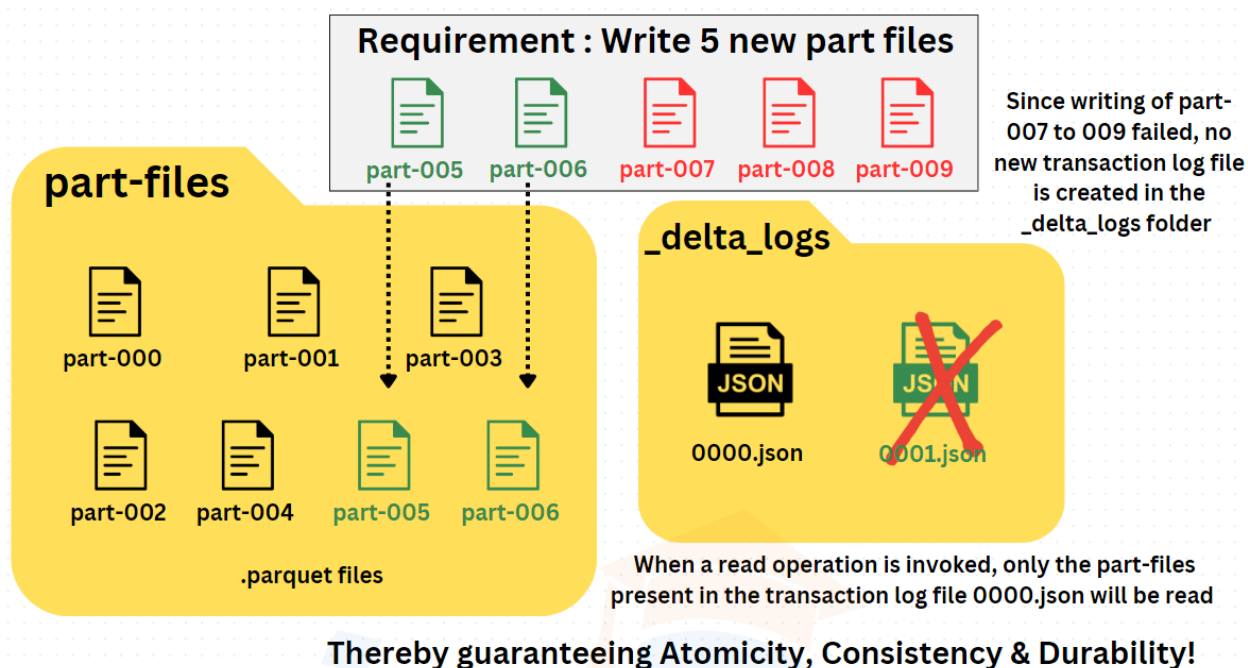 Requirement : Write 5 new part files
part-005
part-006
part-007
part-008
part-009
Since writing of part-
007 to 009 failed, no
new transaction log file
is created in the
_delta_logs folder
part-files
part-000
part-001
part-003
part-002
part-004
part-005
part-006
.parquet files
_delta_logs
JSON
0000.json
JSON
0001.json
When a read operation is invoked, only the part-files
present in the transaction log file 0000.json will be read
Thereby guaranteeing Atomicity, Consistency & Durability!